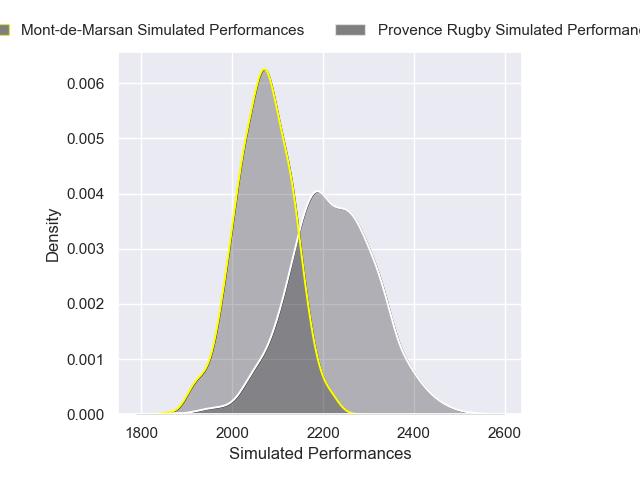 Mont-de-Marsan Simulated Performances
Provence Rugby Simulated
0.006
0.005
0.004
0.003
0.002
0.001
0.000
Density
1800 2000 2200 2400 2600
Simulated Performances